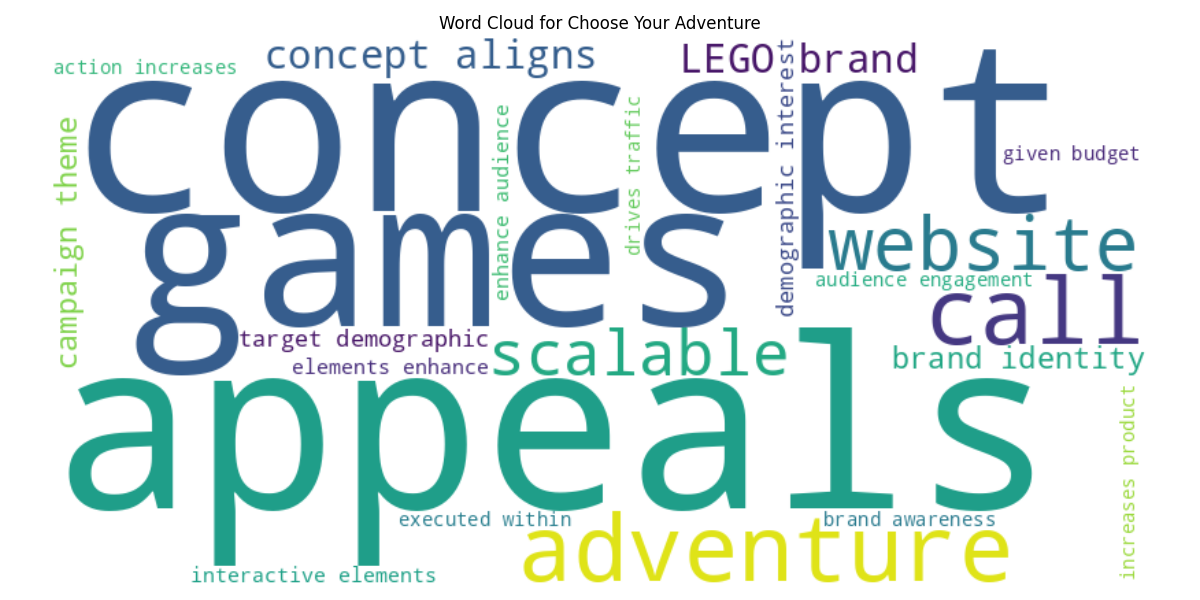 Word Cloud for Choose Your Adventure
concept aligns
LEGO brand
action increases
concept
demographic interest
enhance audience
drives traffic
campaign theme
given budget
games
website
audience engagement
call
target demographic
scalable
brand identity
elements enhance
appeals
increases product
executed within
brand awareness
adventure
interactive elements